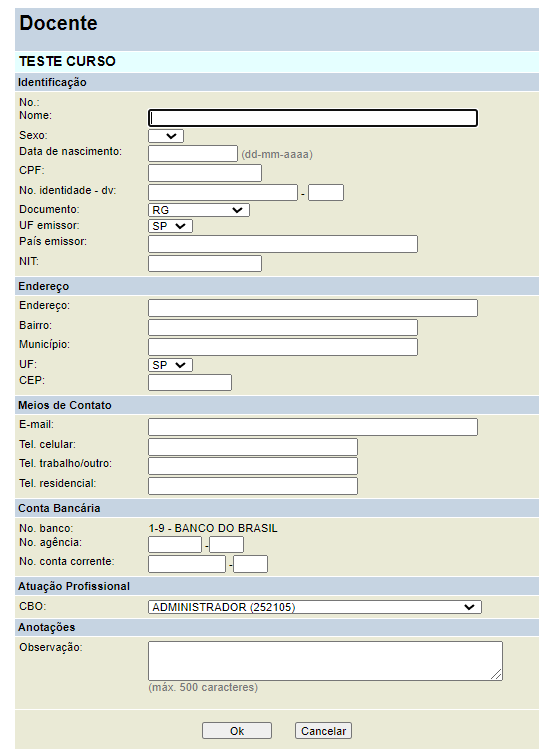 Docente
TESTE CURSO
Identificação
No.:
Nome:
Sexo:
Data de nascimento: (dd-mm-aaaa)
CPF:
No. identidade - dv: -
Documento: RG
UF emissor: SP
País emissor:
NIT:
Endereço
Endereço:
Bairro:
Município:
UF: SP
CEP:
Meios de Contato
E-mail:
Tel. celular:
Tel. trabalho/outro:
Tel. residencial:
Conta Bancária
No. banco: 1-9 - BANCO DO BRASIL
No. agência: -
No. conta corrente: -
Atuação Profissional
CBO: ADMINISTRADOR (252105)
Anotações
Observação:
(máx. 500 caracteres)
Ok Cancelar